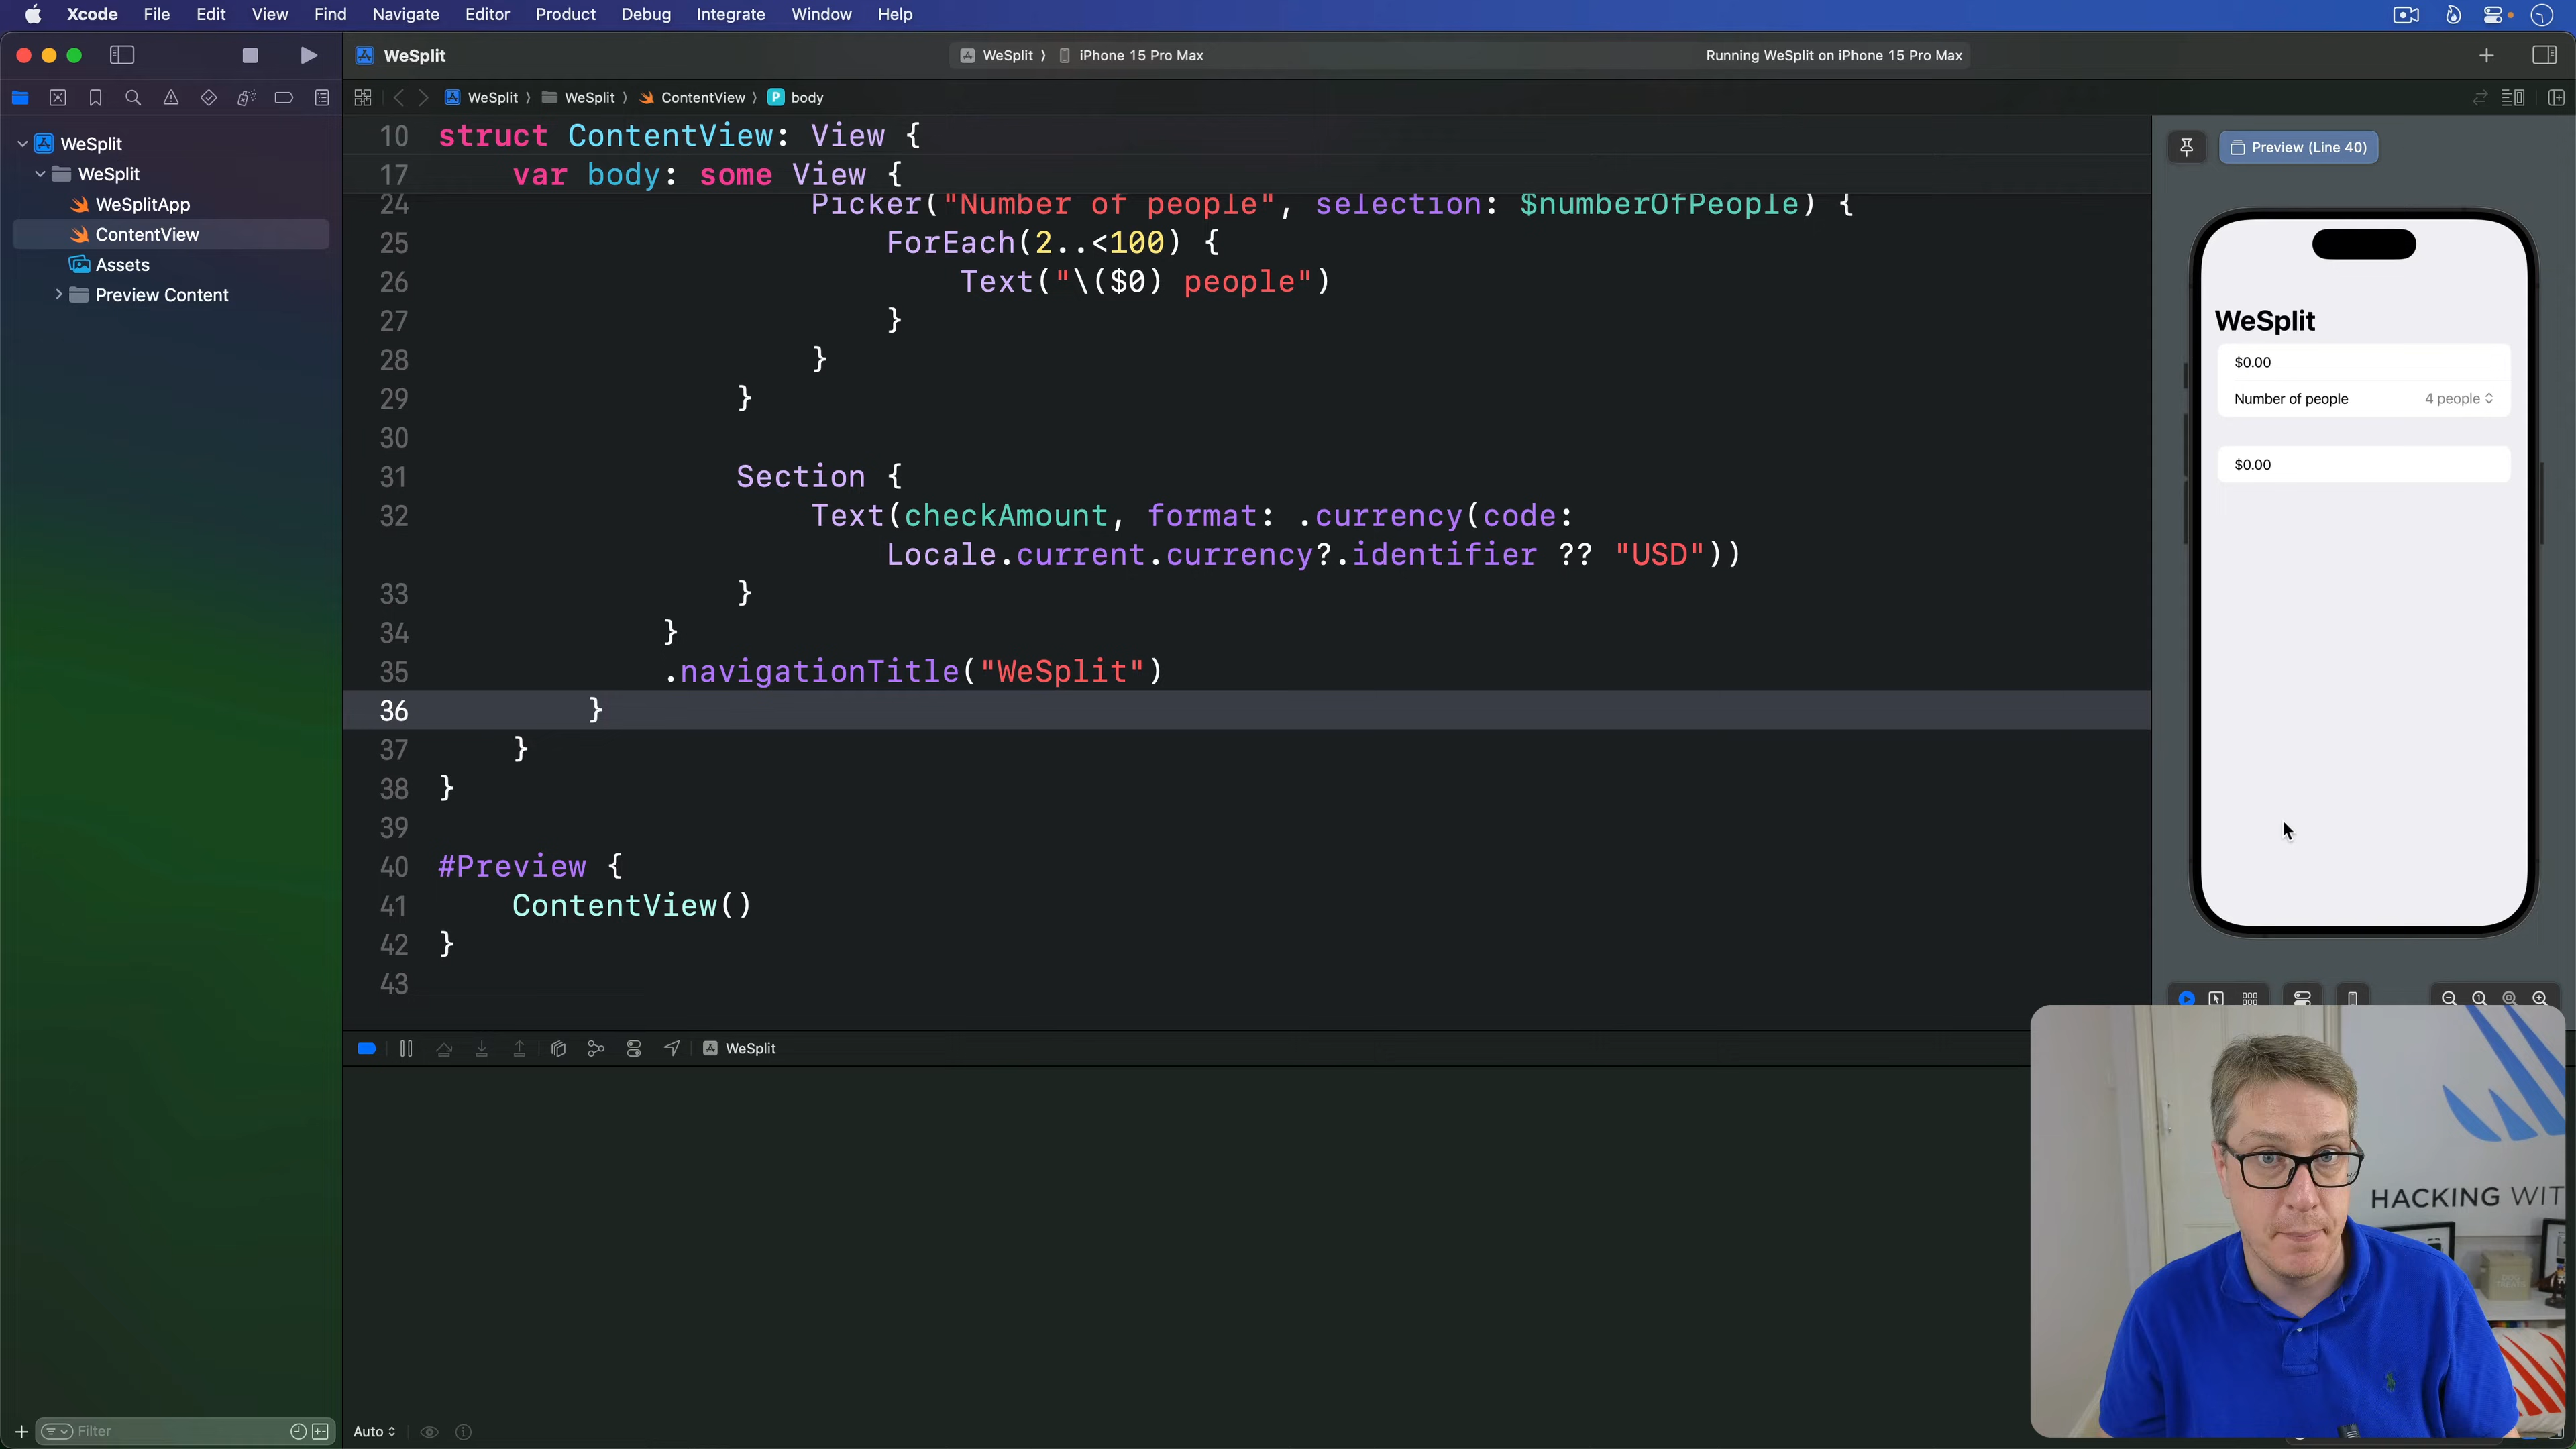 Xcode File Edit View Find Navigate Editor Product Debug Integrate Window Help
WeSplit
WeSplit ⟩ iPhone 15 Pro Max
Running WeSplit on iPhone 15 Pro Max
WeSplit ⟩ WeSplit ⟩ ContentView ⟩ P body
WeSplit
WeSplit
WeSplitApp
ContentView
Assets
Preview Content
10 struct ContentView: View {
17 var body: some View {
24 Picker("Number of people", selection: $numberOfPeople) {
25 ForEach(2..<100) {
26 Text("\($0) people")
27 }
28 }
29 }
30
31 Section {
32 Text(checkAmount, format: .currency(code:
Locale.current.currency?.identifier ?? "USD"))
33 }
34 }
35 .navigationTitle("WeSplit")
36 }
37 }
38 }
39
40 #Preview {
41 ContentView()
42 }
43
Preview (Line 40)
WeSplit
$0.00
Number of people 4 people
$0.00
WeSplit
HACKING WIT
Filter
Auto